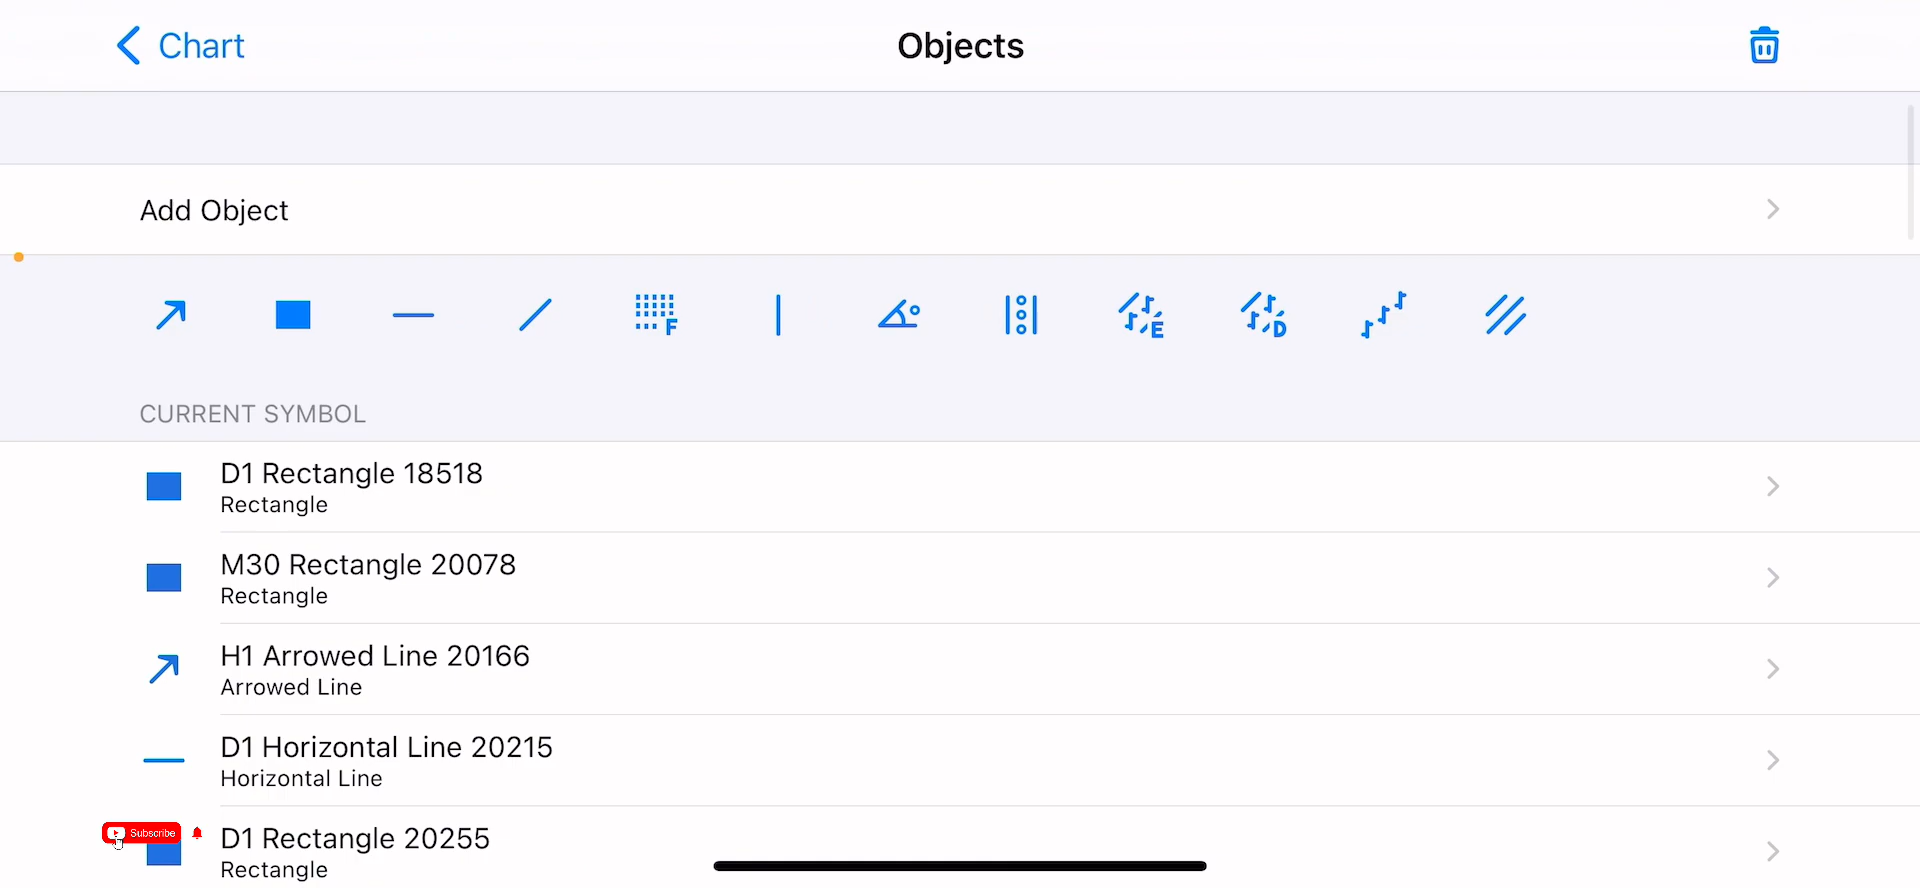 Chart
Objects
Add Object
F
E
D
CURRENT SYMBOL
D1 Rectangle 18518
Rectangle
M30 Rectangle 20078
Rectangle
H1 Arrowed Line 20166
Arrowed Line
D1 Horizontal Line 20215
Horizontal Line
Subscribe
D1 Rectangle 20255
Rectangle